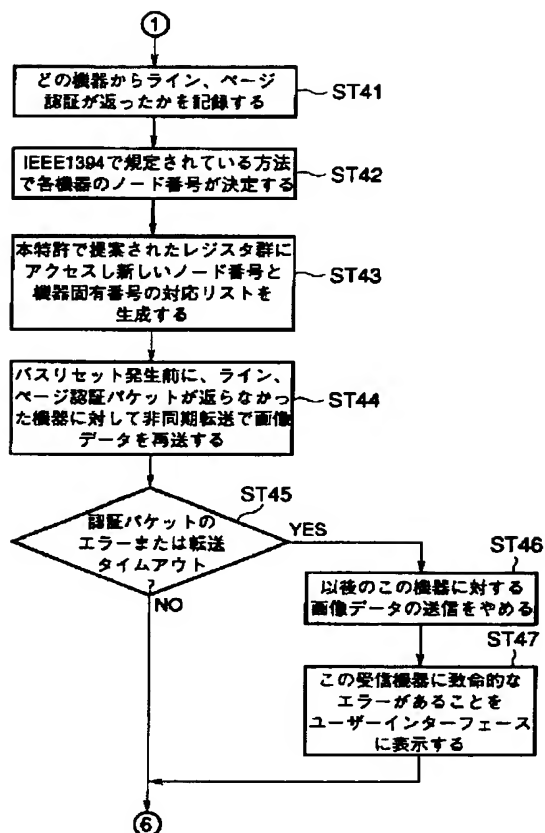 ①
どの機器からライン、ページ
認証が返ったかを記録する
ST41
IEEE1394で規定されている方法
で各機器のノード番号が決定する
ST42
本特許で提案されたレジスタ群に
アクセスし新しいノード番号と
機器固有番号の対応リストを
生成する
ST43
バスリセット発生前に、ライン、
ページ認証パケットが返らなかっ
た機器に対して非同期転送で画像
データを再送する
ST44
ST45
認証パケットの
エラーまたは転送
タイムアウト
?
YES
NO
ST46
以後のこの機器に対する
画像データの送信をやめる
ST47
この受信機器に致命的な
エラーがあることを
ユーザーインターフェース
に表示する
⑥